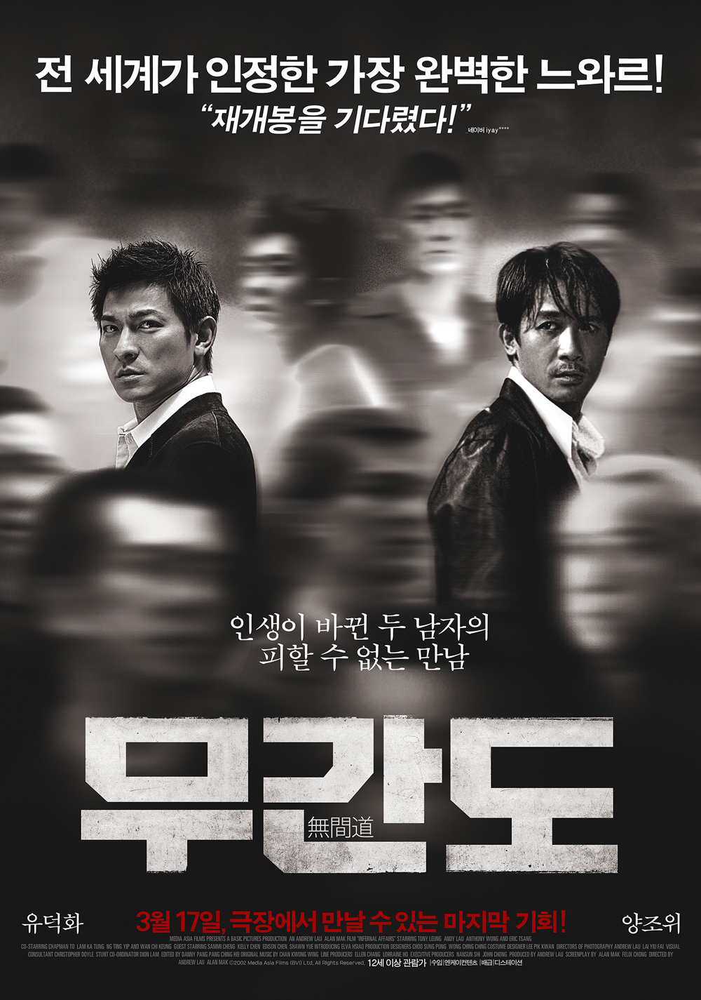 전 세계가 인정한 가장 완벽한 느와르!
“재개봉을 기다렸다!” _네이버 iyay****
인생이 바뀐 두 남자의
피할 수 없는 만남
무간도
無間道
유덕화
3월 17일, 극장에서 만날 수 있는 마지막 기회!
양조위
MEDIA ASIA FILMS PRESENTS A BASIC PICTURES PRODUCTION AN ANDREW LAU ALAN MAK FILM "INFERNAL AFFAIRS" STARRING TONY LEUNG ANDY LAU ANTHONY WONG AND ERIC TSANG
CO-STARRING CHAPMAN TO LAM KA TUNG NG TING YIP AND WAN CHI KEUNG GUEST STARRING SAMMI CHENG KELLY CHEN EDISON CHEN SHAWN YUE INTRODUCING ELVA HSIAO PRODUCTION DESIGNERS CHOO SUNG PONG WONG CHING CHING COSTUME DESIGNER LEE PIK KWAN DIRECTORS OF PHOTOGRAPHY ANDREW LAU LAI YIU FAI VISUAL
CONSULTANT CHRISTOPHER DOYLE STUNT CO-ORDINATOR DION LAM EDITED BY DANNY PANG PANG CHING HEI ORIGINAL MUSIC BY CHAN KWONG WING LINE PRODUCERS ELLEN CHANG LORRAINE HO EXECUTIVE PRODUCERS NANSUN SHI JOHN CHONG PRODUCED BY ANDREW LAU SCREENPLAY BY ALAN MAK FELIX CHONG DIRECTED BY
ANDREW LAU ALAN MAK ©2002 Media Asia Films (BVI) Ltd, All Rights Reserved. 12세 이상 관람가 |수입|엔케이컨텐츠 |배급|디스테이션